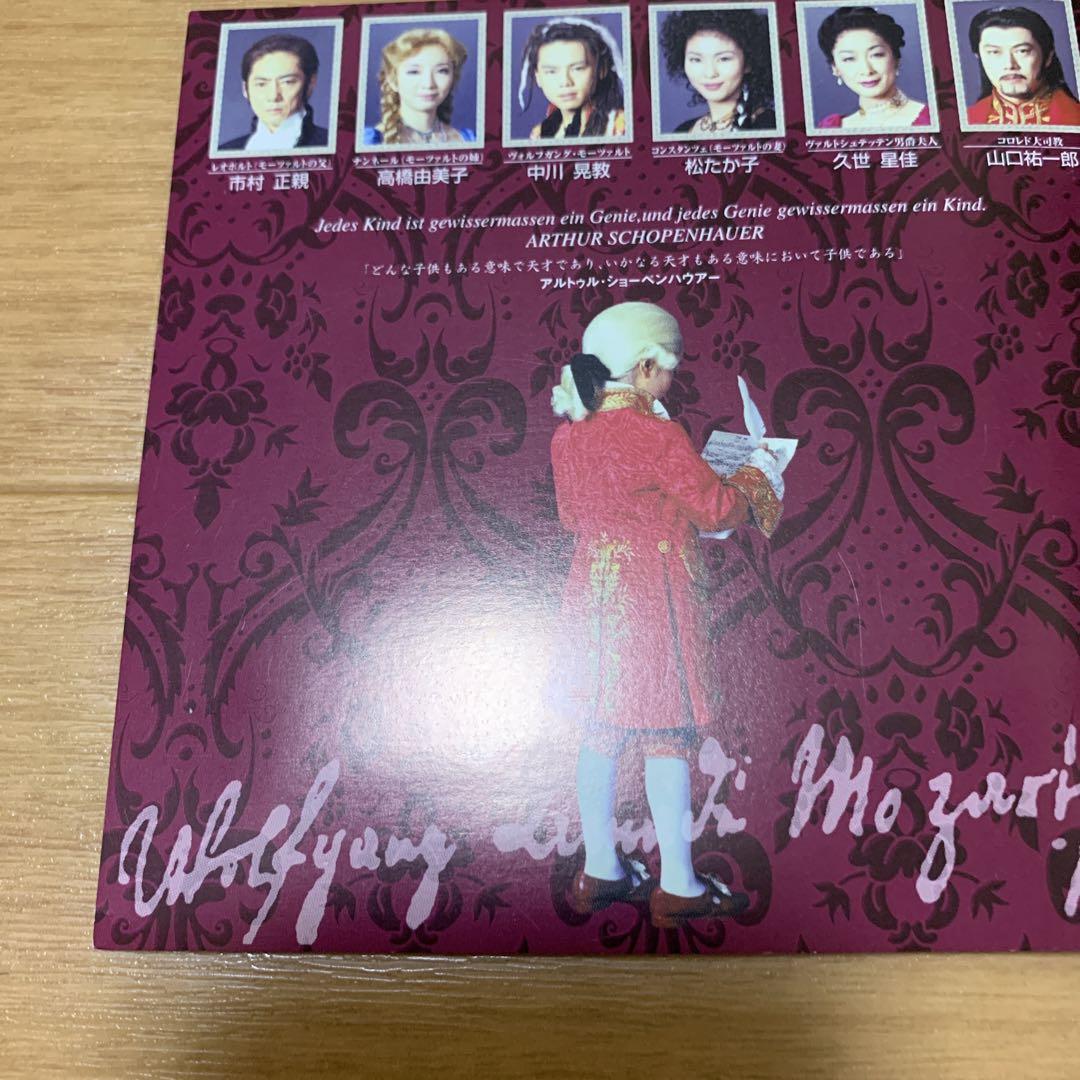 レオポルト(モーツァルトの父)
市村 正親
ナンネール(モーツァルトの姉)
高橋由美子
ヴォルフガング・モーツァルト
中川 晃教
コンスタンツェ(モーツァルトの妻)
松たか子
ヴァルトシュテッテン男爵夫人
久世 星佳
コロレド大司教
山口祐一郎
Jedes Kind ist gewissermassen ein Genie,und jedes Genie gewissermassen ein Kind.
ARTHUR SCHOPENHAUER
「どんな子供もある意味で天才であり、いかなる天才もある意味において子供である」
アルトゥル・ショーペンハウアー
Wolfgang Amadé Mozart